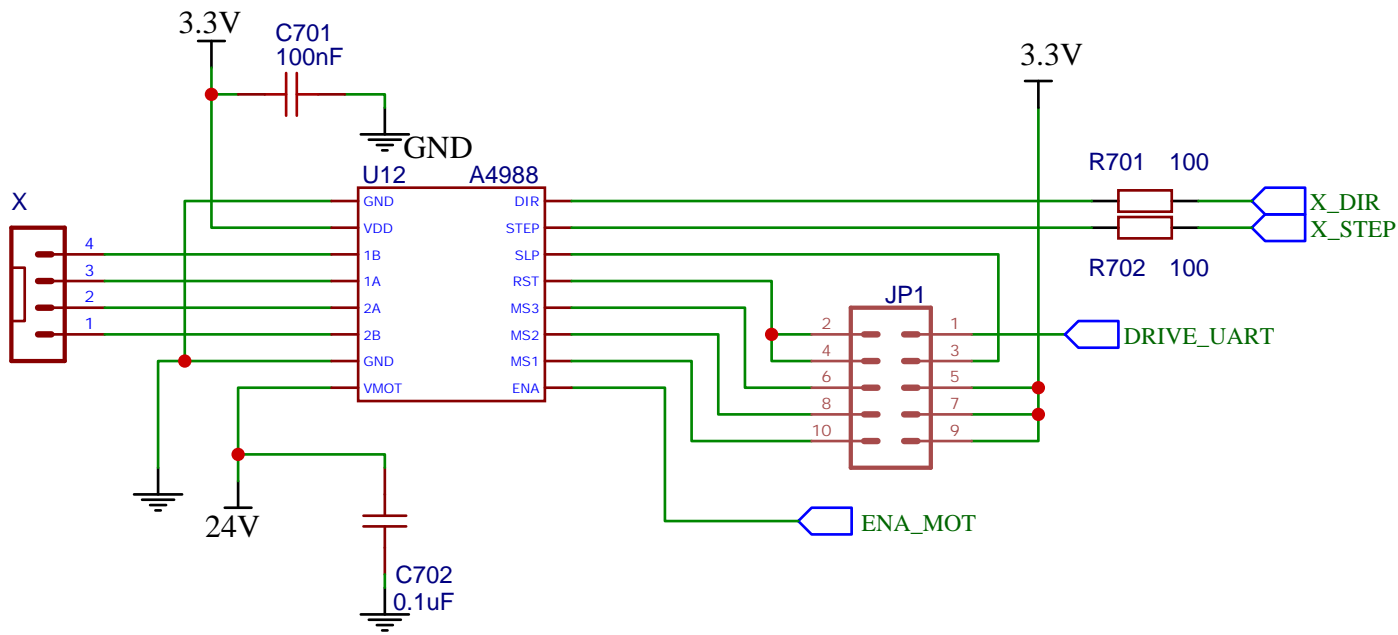 3.3V
C701
100nF
3.3V
GND
U12 A4988
R701 100
X
GND DIR
X_DIR
VDD STEP
X_STEP
4 1B SLP
R702 100
3 1A RST
JP1
2 2A MS3
1 2B MS2
2 1
DRIVE_UART
GND MS1
4 3
VMOT ENA
6 5
8 7
10 9
24V
ENA_MOT
C702
0.1uF